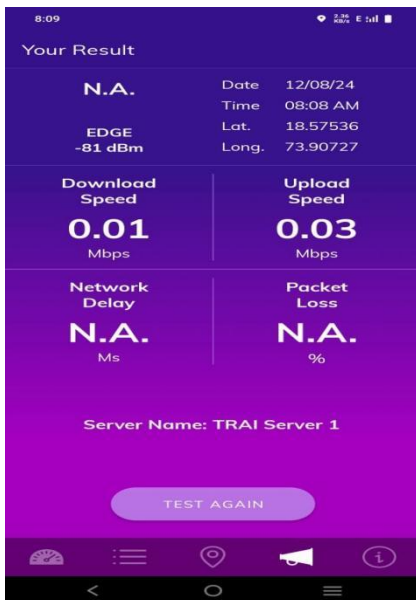 8:09
2.36 KB/s E
Your Result
N.A.
EDGE
-81 dBm
Date 12/08/24
Time 08:08 AM
Lat. 18.57536
Long. 73.90727
Download
Speed
0.01
Mbps
Upload
Speed
0.03
Mbps
Network
Delay
N.A.
Ms
Packet
Loss
N.A.
%
Server Name: TRAI Server 1
TEST AGAIN